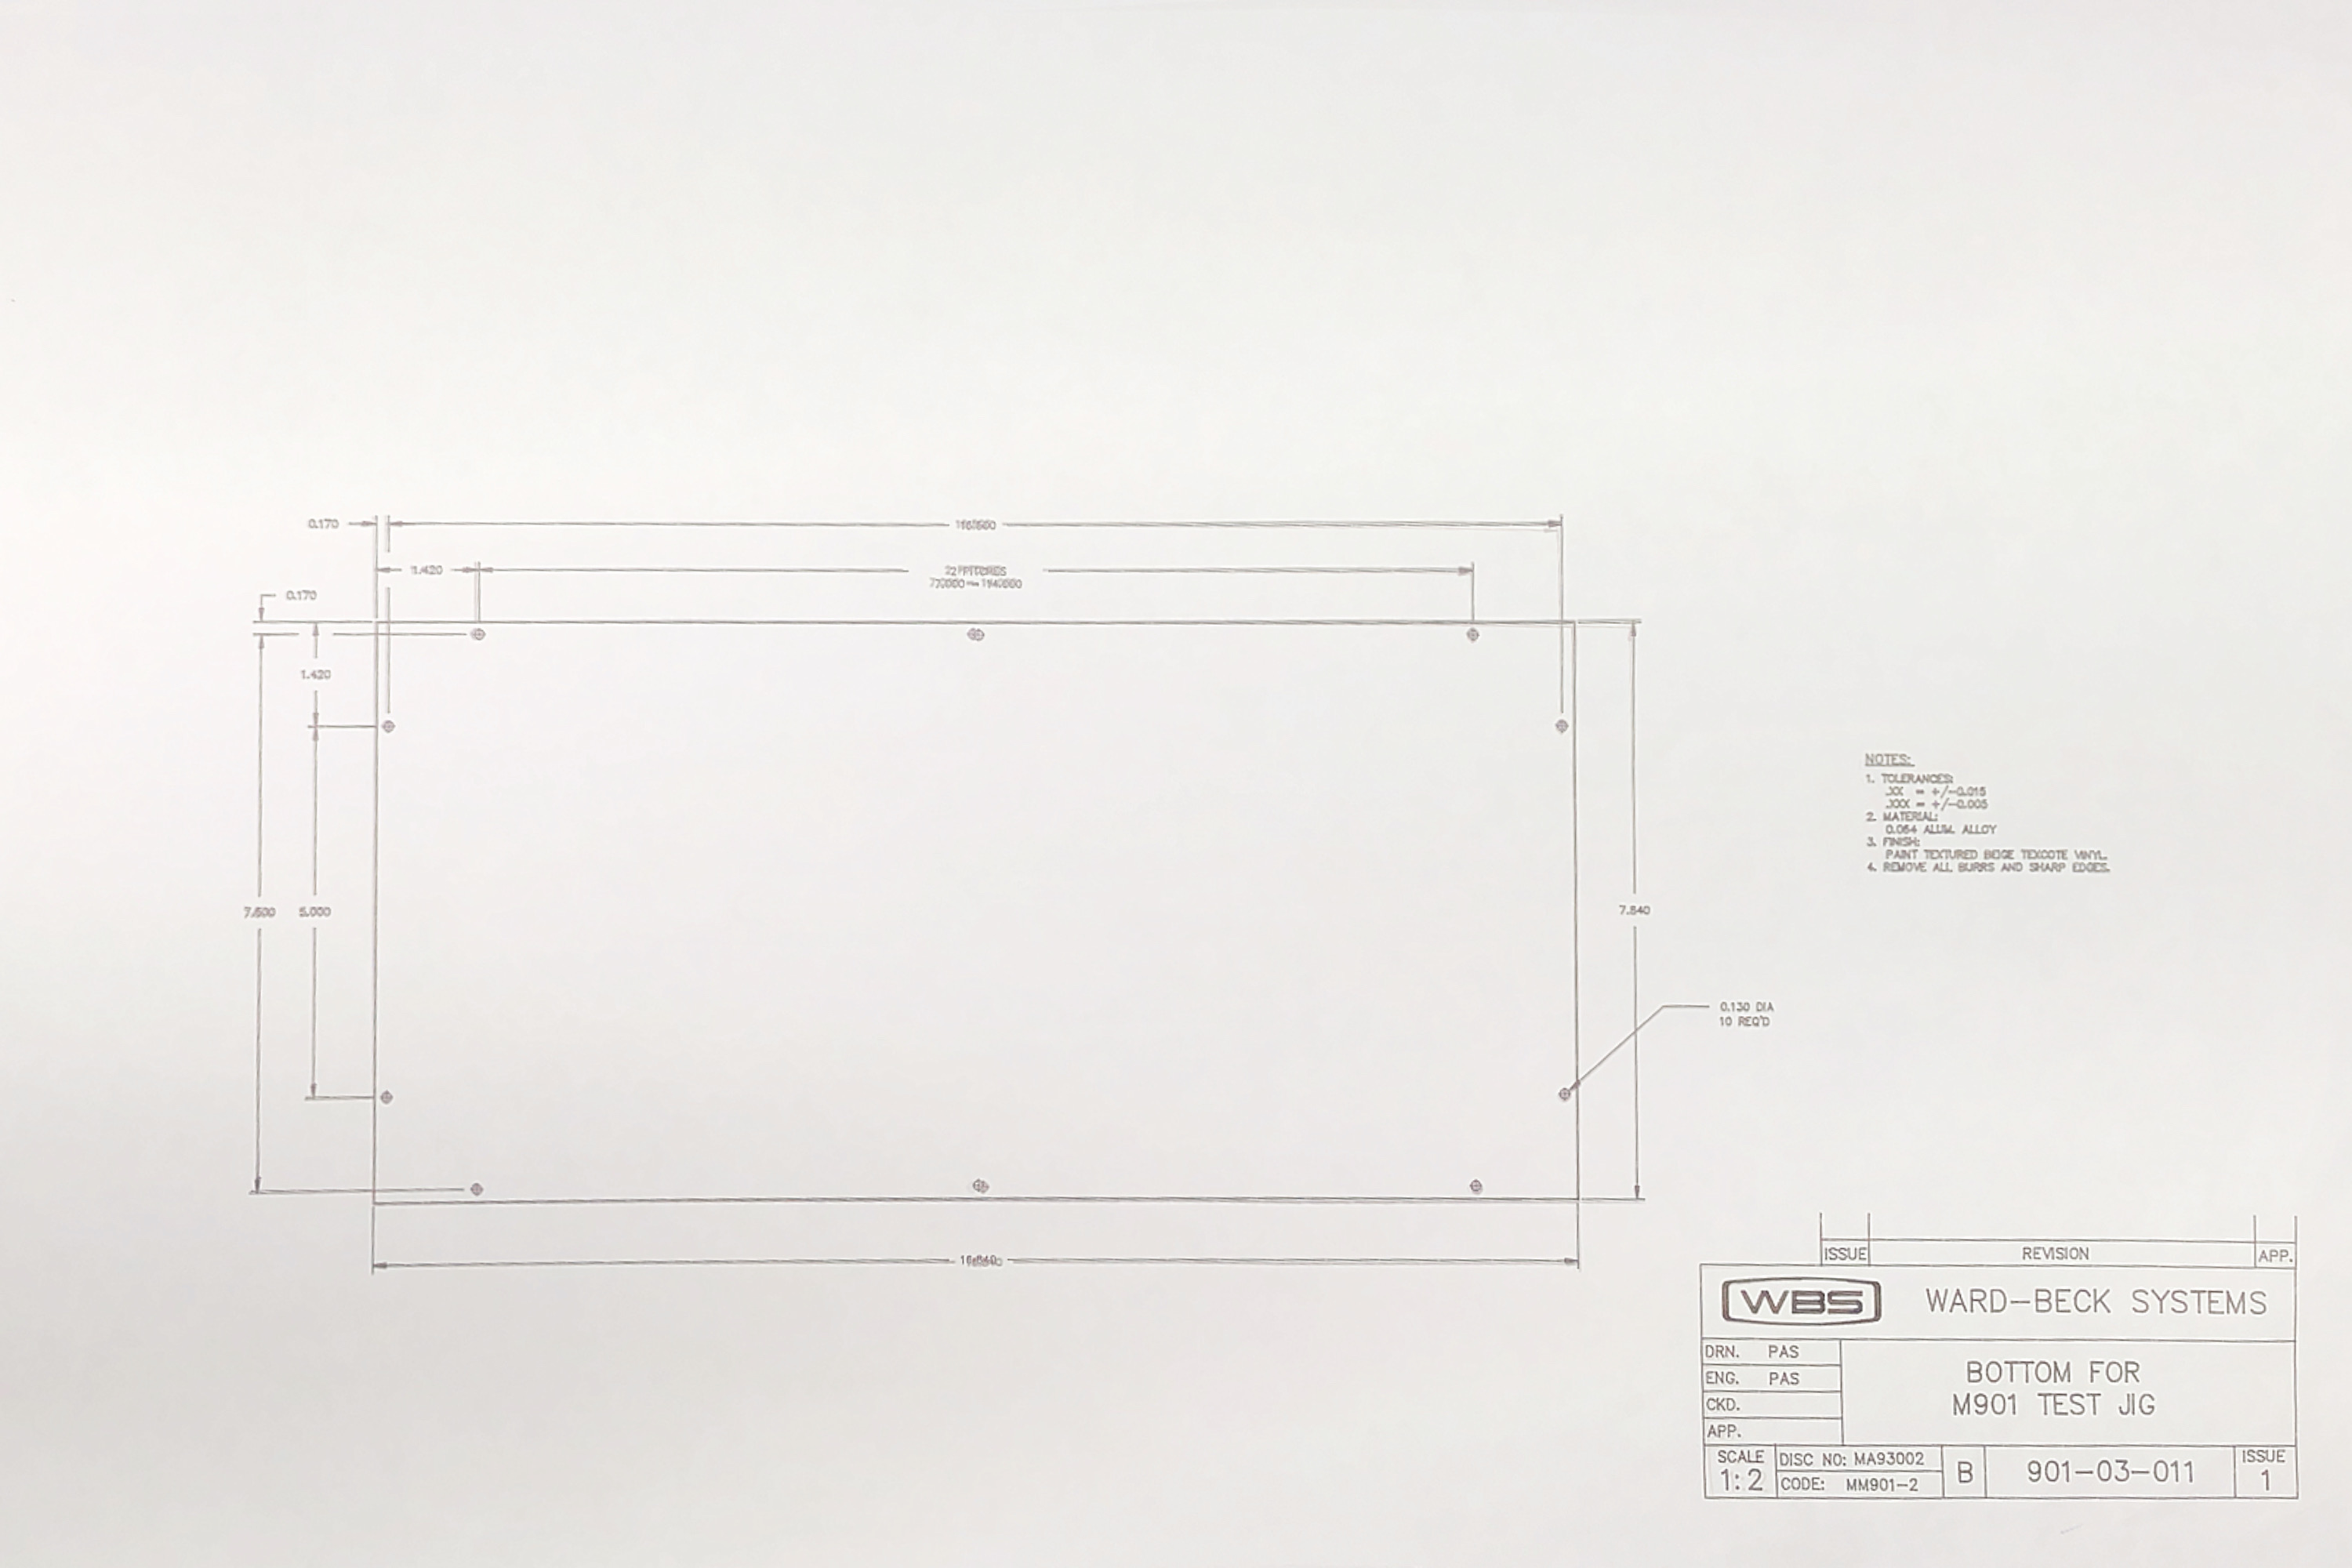 0.170
1.420
0.170
1.420
7.500 5.000
7.840
0.130 DIA
10 REQ'D
NOTES:
1. TOLERANCES:
.XX = +/-0.015
.XXX = +/-0.005
2. MATERIAL:
0.064 ALUM. ALLOY
3. FINISH:
PAINT TEXTURED BEIGE TEXCOTE VINYL.
4. REMOVE ALL BURRS AND SHARP EDGES.
ISSUE REVISION APP.
WBS WARD-BECK SYSTEMS
DRN. PAS
ENG. PAS
CKD.
APP.
BOTTOM FOR
M901 TEST JIG
SCALE
1:2
DISC NO: MA93002
CODE: MM901-2
B
901-03-011
ISSUE
1